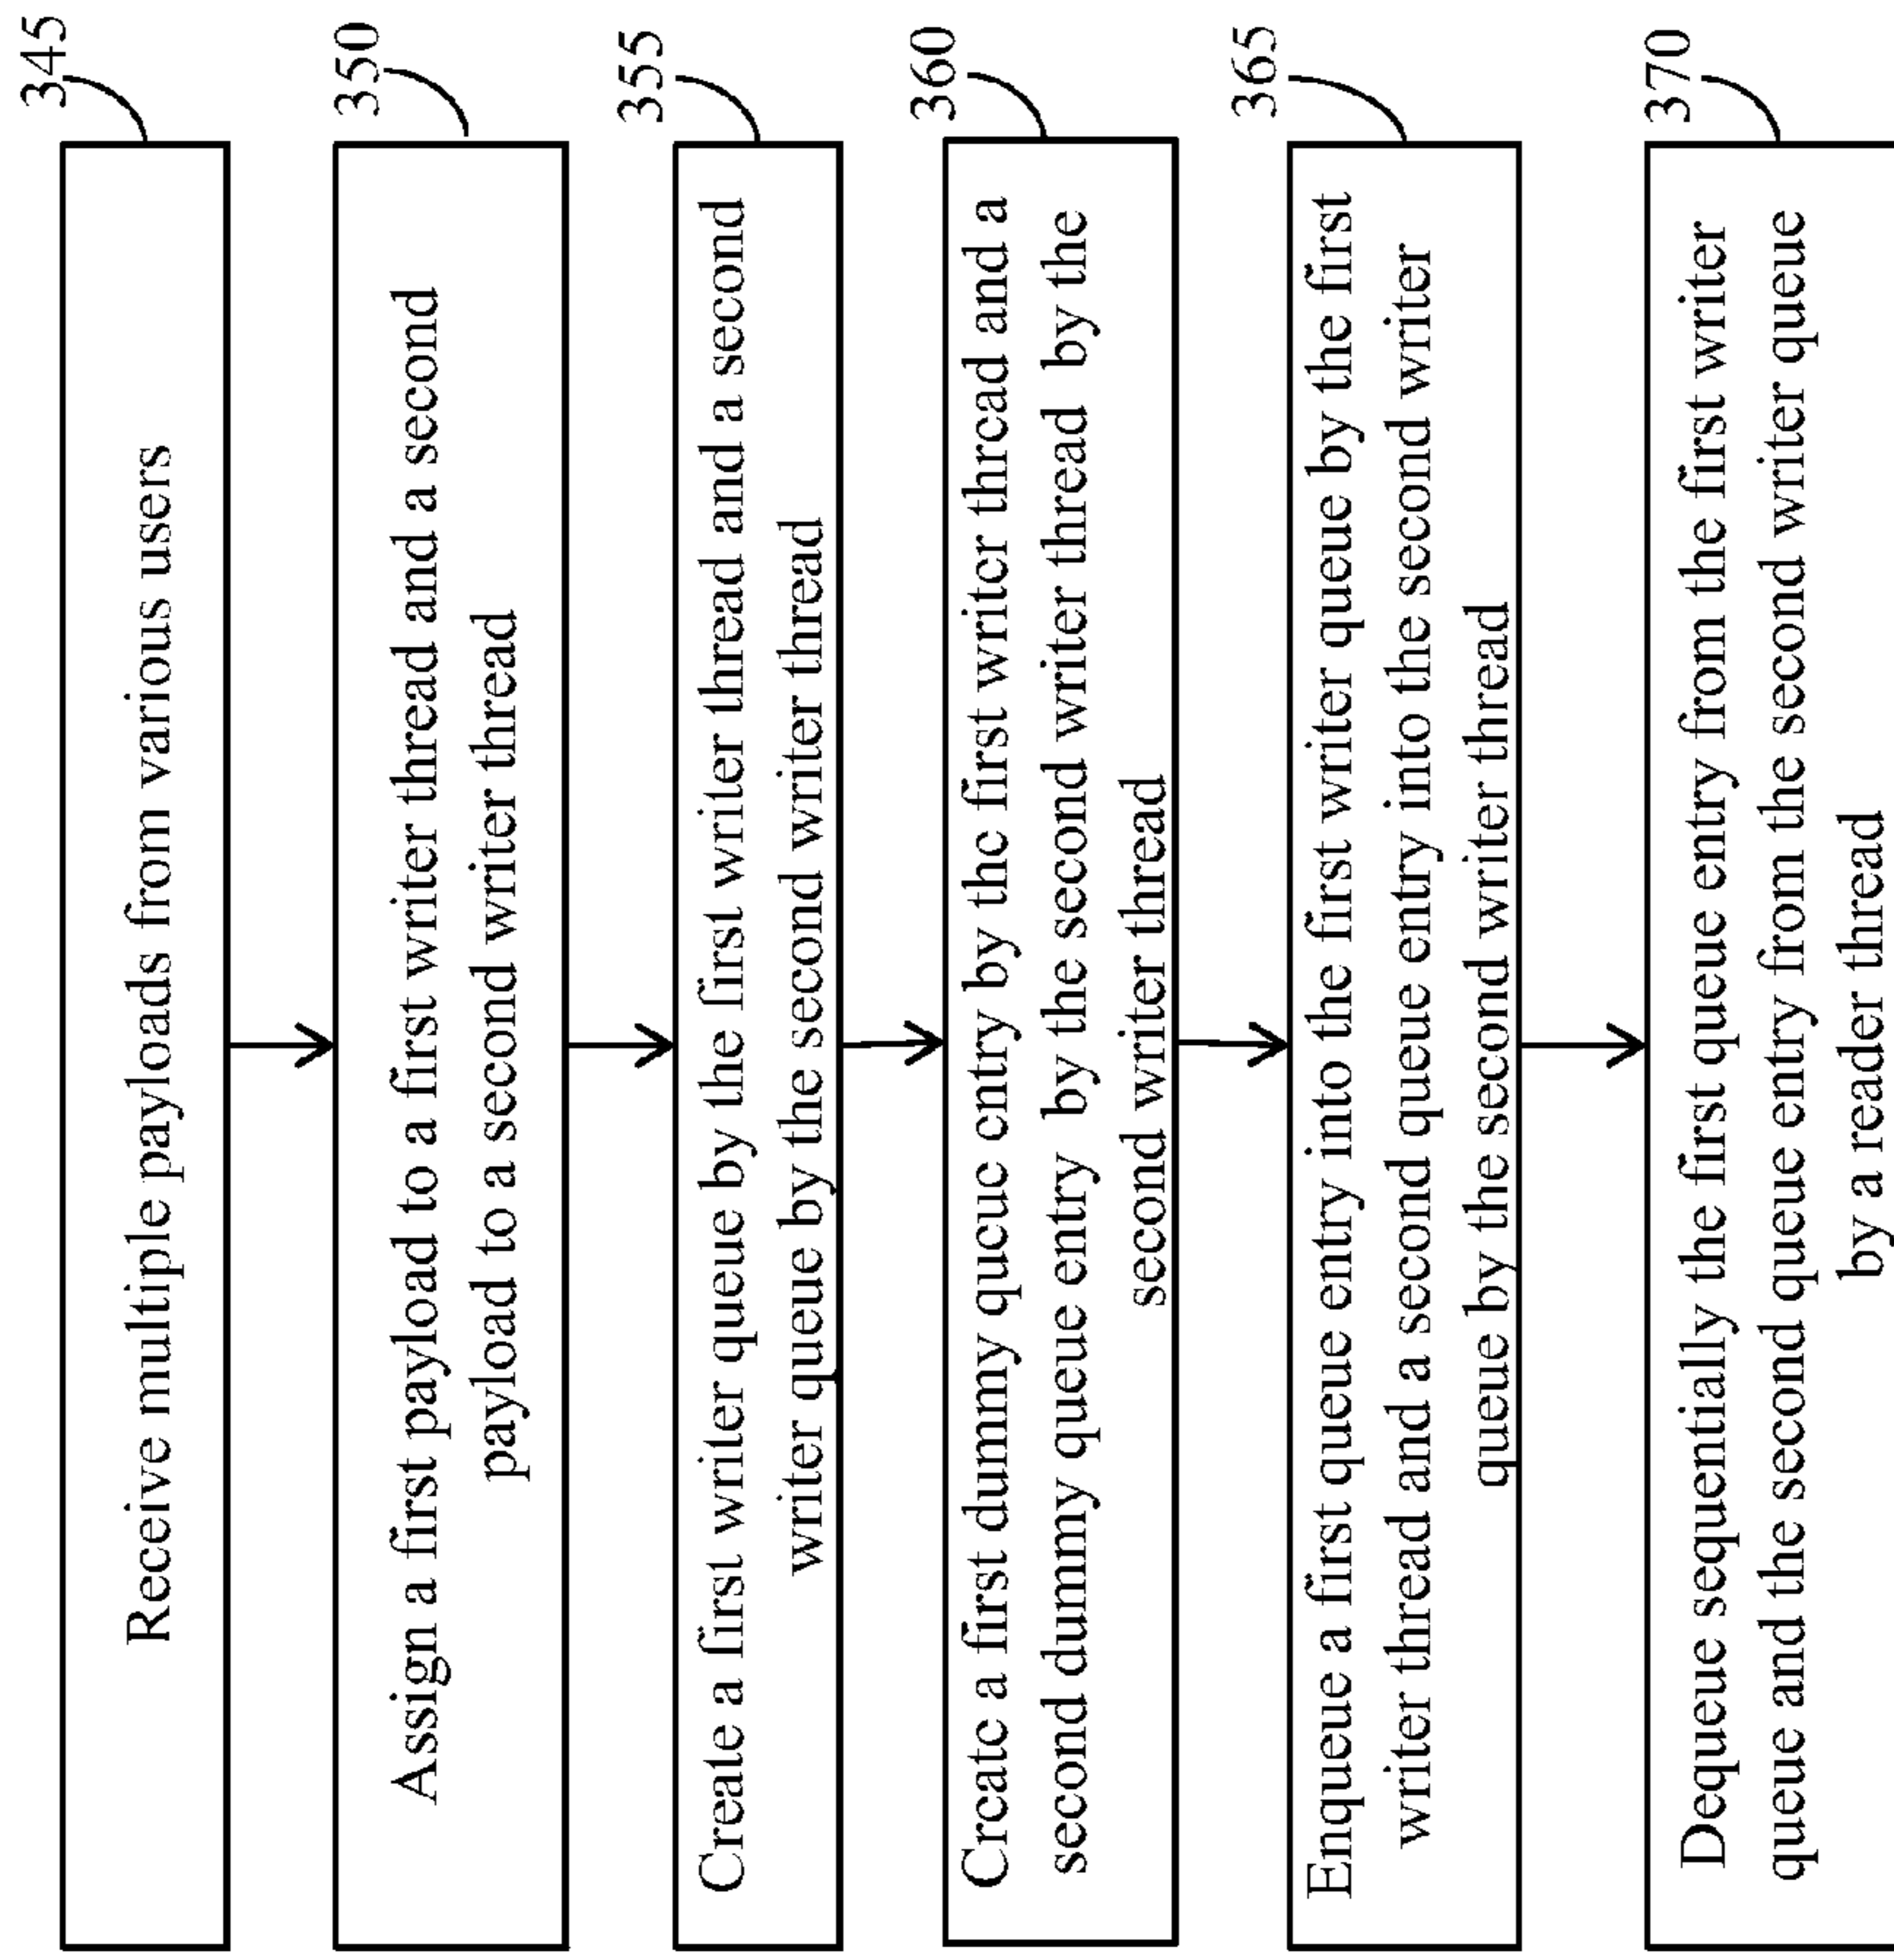 345
Receive multiple payloads from various users
350
Assign a first payload to a first writer thread and a second
payload to a second writer thread
355
Create a first writer queue by the first writer thread and a second
writer queue by the second writer thread
360
Create a first dummy queue entry by the first writer thread and a
second dummy queue entry by the second writer thread by the
second writer thread
365
Enqueue a first queue entry into the first writer queue by the first
writer thread and a second queue entry into the second writer
queue by the second writer thread
370
Dequeue sequentially the first queue entry from the first writer
queue and the second queue entry from the second writer queue
by a reader thread